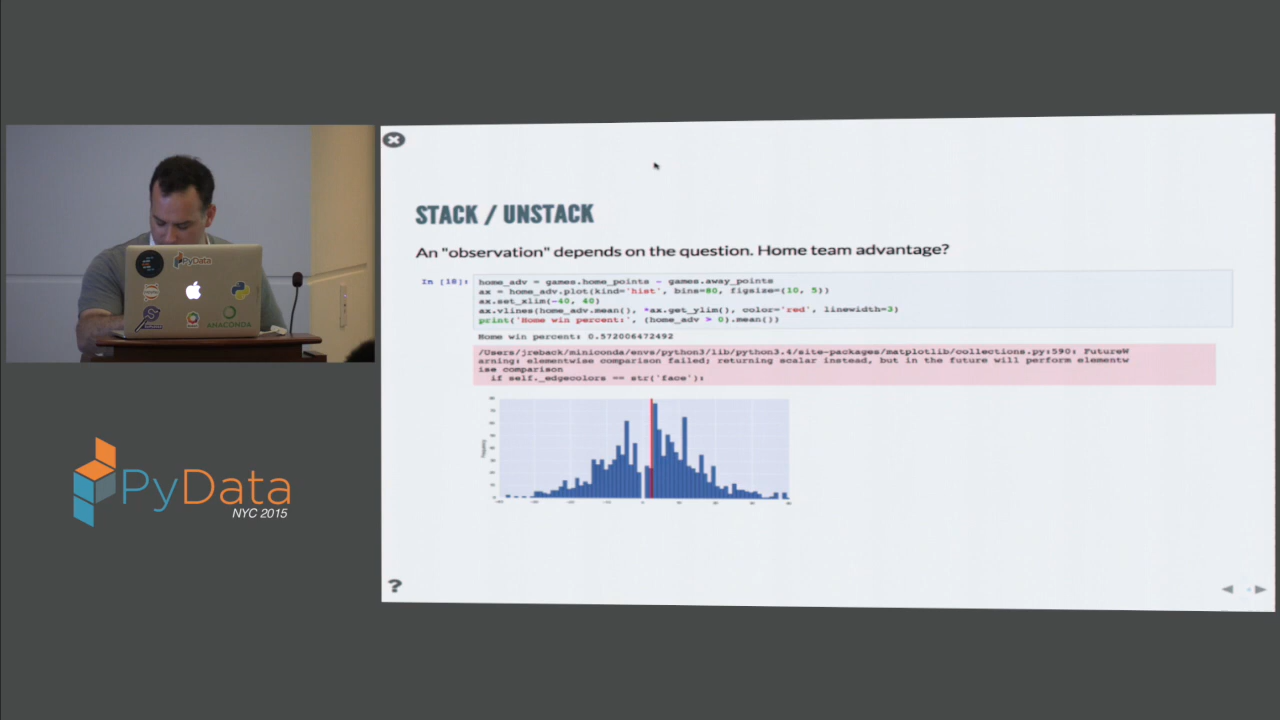 PyData
ANACONDA
PyData
NYC 2015
STACK / UNSTACK
An "observation" depends on the question. Home team advantage?
In [18]: home_adv = games.home_points - games.away_points
ax = home_adv.plot(kind='hist', bins=80, figsize=(10, 5))
ax.set_xlim(-40, 40)
ax.vlines(home_adv.mean(), *ax.get_ylim(), color='red', linewidth=3)
print('Home win percent:', (home_adv > 0).mean())
Home win percent: 0.572006472492
/Users/jreback/miniconda/envs/python3/lib/python3.4/site-packages/matplotlib/collections.py:590: FutureW
arning: elementwise comparison failed; returning scalar instead, but in the future will perform elementw
ise comparison
if self._edgecolors == str('face'):
Frequency
?